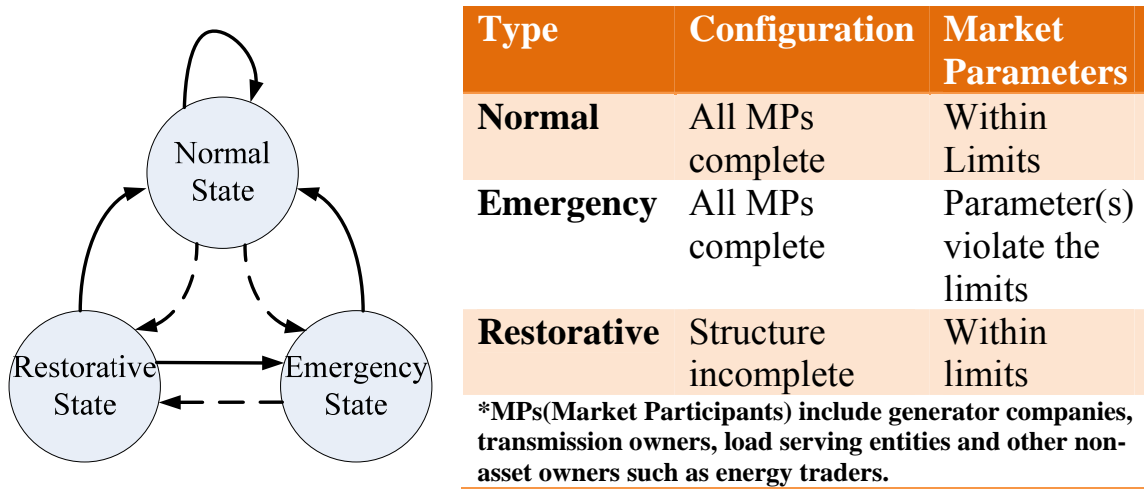 Normal
State
Restorative
State
Emergency
State
Type Configuration Market
Parameters
Normal All MPs Within
complete Limits
Emergency All MPs Parameter(s)
complete violate the
limits
Restorative Structure Within
incomplete limits
*MPs(Market Participants) include generator companies,
transmission owners, load serving entities and other non-
asset owners such as energy traders.